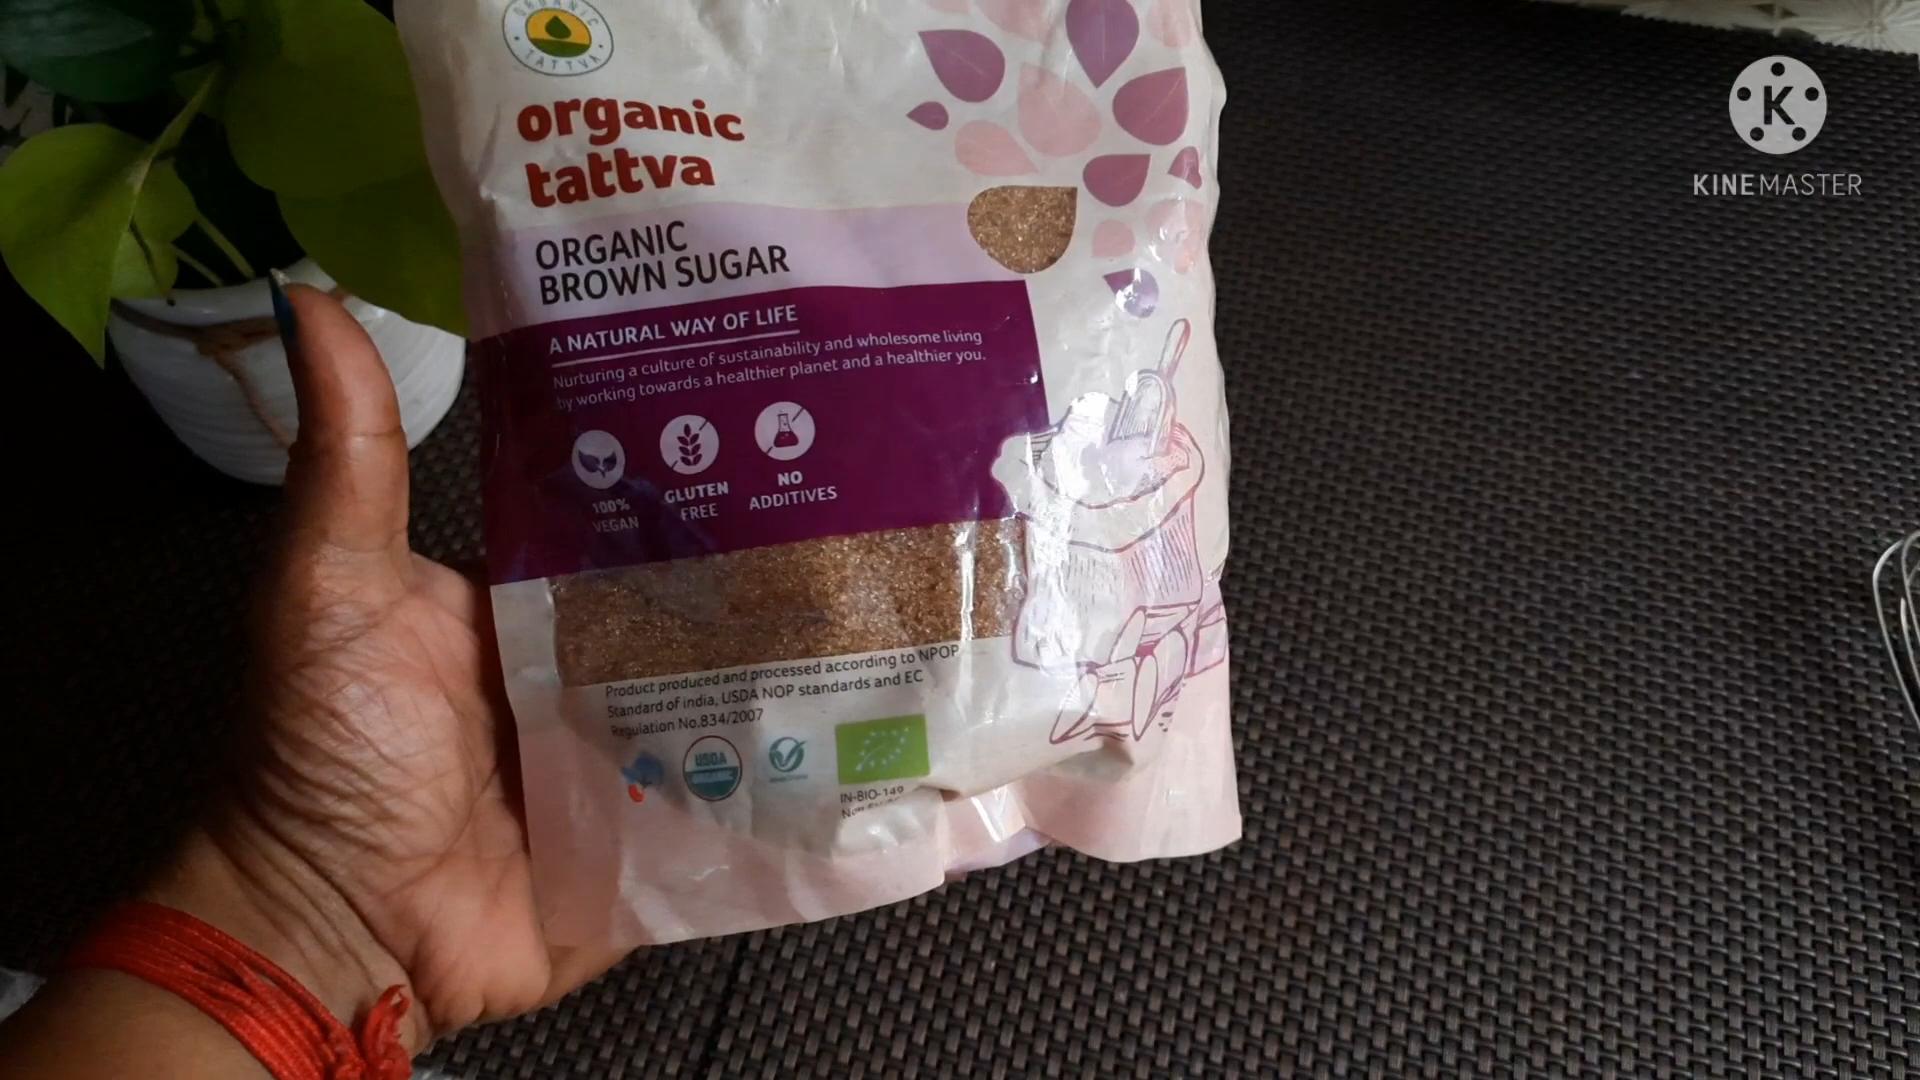 ORGANIC
TATTVA
organic
tattva
ORGANIC
BROWN SUGAR
A NATURAL WAY OF LIFE
Nurturing a culture of sustainability and wholesome living
by working towards a healthier planet and a healthier you.
100%
VEGAN
GLUTEN
FREE
NO
ADDITIVES
Product produced and processed according to NPOP
Standard of india, USDA NOP standards and EC
Regulation No.834/2007
USDA
ORGANIC
IN-BIO-149
K
KINEMASTER